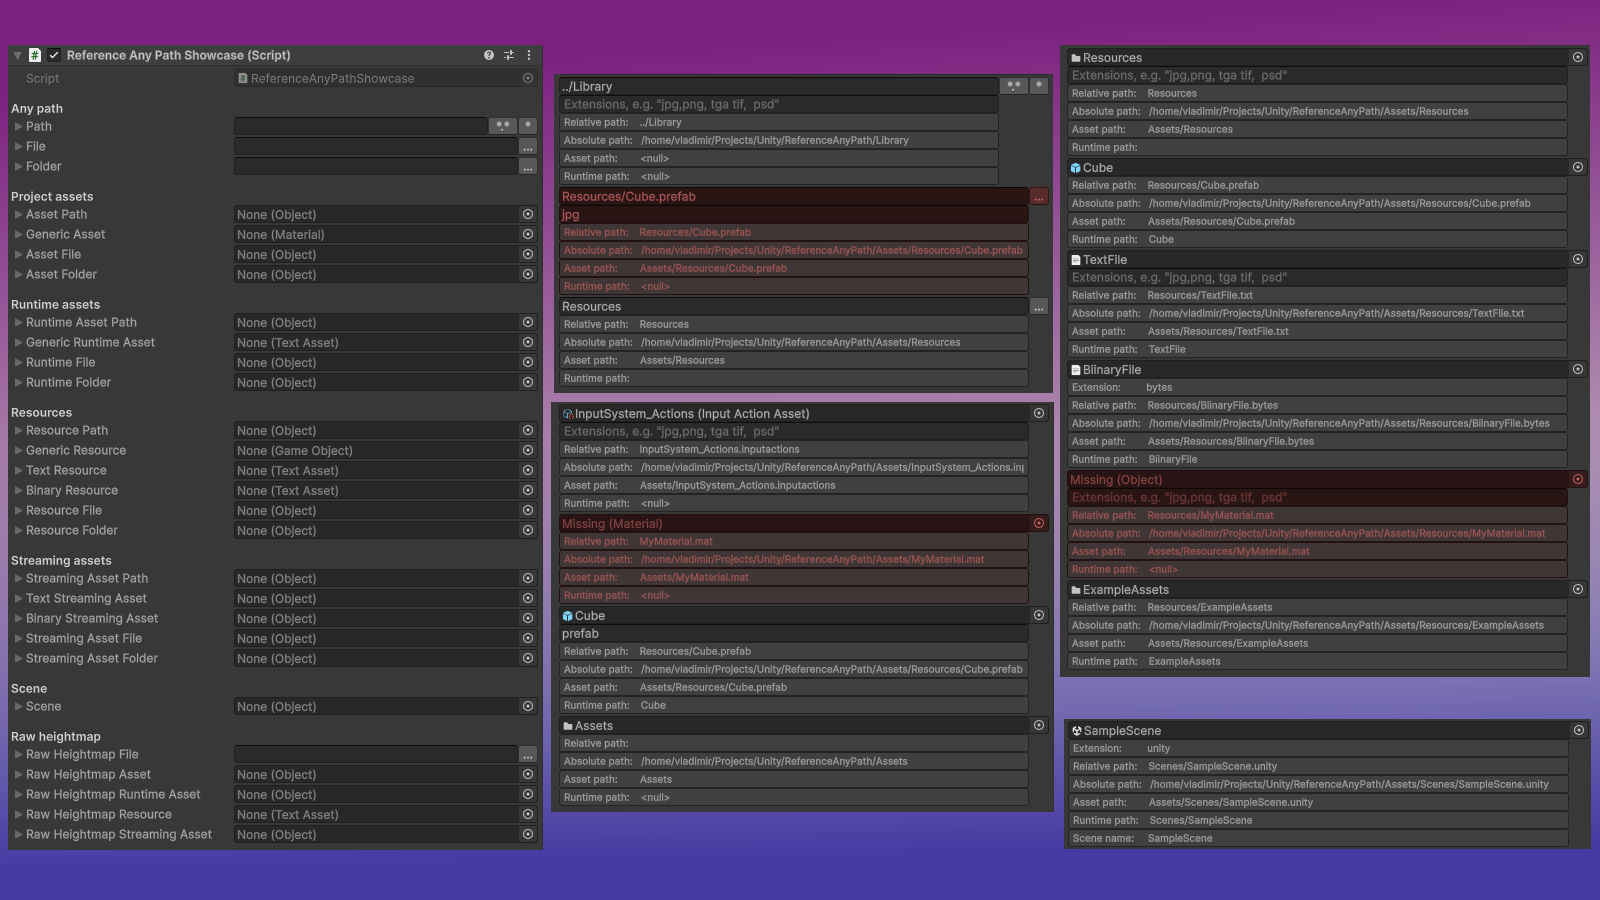 Reference Any Path Showcase (Script)
Script ReferenceAnyPathShowcase
Any path
Path *.* *
File ...
Folder ...
Project assets
Asset Path None (Object)
Generic Asset None (Material)
Asset File None (Object)
Asset Folder None (Object)
Runtime assets
Runtime Asset Path None (Object)
Generic Runtime Asset None (Text Asset)
Runtime File None (Object)
Runtime Folder None (Object)
Resources
Resource Path None (Object)
Generic Resource None (Game Object)
Text Resource None (Text Asset)
Binary Resource None (Text Asset)
Resource File None (Object)
Resource Folder None (Object)
Streaming assets
Streaming Asset Path None (Object)
Text Streaming Asset None (Object)
Binary Streaming Asset None (Object)
Streaming Asset File None (Object)
Streaming Asset Folder None (Object)
Scene
Scene None (Object)
Raw heightmap
Raw Heightmap File ...
Raw Heightmap Asset None (Object)
Raw Heightmap Runtime Asset None (Object)
Raw Heightmap Resource None (Text Asset)
Raw Heightmap Streaming Asset None (Object)
../Library *.* *
Extensions, e.g. "jpg,png, tga tif, psd"
Relative path: ../Library
Absolute path: /home/vladimir/Projects/Unity/ReferenceAnyPath/Library
Asset path: <null>
Runtime path: <null>
Resources/Cube.prefab ...
jpg
Relative path: Resources/Cube.prefab
Absolute path: /home/vladimir/Projects/Unity/ReferenceAnyPath/Assets/Resources/Cube.prefab
Asset path: Assets/Resources/Cube.prefab
Runtime path: <null>
Resources ...
Relative path: Resources
Absolute path: /home/vladimir/Projects/Unity/ReferenceAnyPath/Assets/Resources
Asset path: Assets/Resources
Runtime path:
InputSystem_Actions (Input Action Asset)
Extensions, e.g. "jpg,png, tga tif, psd"
Relative path: InputSystem_Actions.inputactions
Absolute path: /home/vladimir/Projects/Unity/ReferenceAnyPath/Assets/InputSystem_Actions.in
Asset path: Assets/InputSystem_Actions.inputactions
Runtime path: <null>
Missing (Material)
Relative path: MyMaterial.mat
Absolute path: /home/vladimir/Projects/Unity/ReferenceAnyPath/Assets/MyMaterial.mat
Asset path: Assets/MyMaterial.mat
Runtime path: <null>
Cube
prefab
Relative path: Resources/Cube.prefab
Absolute path: /home/vladimir/Projects/Unity/ReferenceAnyPath/Assets/Resources/Cube.prefab
Asset path: Assets/Resources/Cube.prefab
Runtime path: Cube
Assets
Relative path:
Absolute path: /home/vladimir/Projects/Unity/ReferenceAnyPath/Assets
Asset path: Assets
Runtime path: <null>
Resources
Extensions, e.g. "jpg,png, tga tif, psd"
Relative path: Resources
Absolute path: /home/vladimir/Projects/Unity/ReferenceAnyPath/Assets/Resources
Asset path: Assets/Resources
Runtime path:
Cube
Relative path: Resources/Cube.prefab
Absolute path: /home/vladimir/Projects/Unity/ReferenceAnyPath/Assets/Resources/Cube.prefab
Asset path: Assets/Resources/Cube.prefab
Runtime path: Cube
TextFile
Extensions, e.g. "jpg,png, tga tif, psd"
Relative path: Resources/TextFile.txt
Absolute path: /home/vladimir/Projects/Unity/ReferenceAnyPath/Assets/Resources/TextFile.txt
Asset path: Assets/Resources/TextFile.txt
Runtime path: TextFile
BlinaryFile
Extension: bytes
Relative path: Resources/BlinaryFile.bytes
Absolute path: /home/vladimir/Projects/Unity/ReferenceAnyPath/Assets/Resources/BlinaryFile.bytes
Asset path: Assets/Resources/BlinaryFile.bytes
Runtime path: BlinaryFile
Missing (Object)
Extensions, e.g. "jpg,png, tga tif, psd"
Relative path: Resources/MyMaterial.mat
Absolute path: /home/vladimir/Projects/Unity/ReferenceAnyPath/Assets/Resources/MyMaterial.mat
Asset path: Assets/Resources/MyMaterial.mat
Runtime path: <null>
ExampleAssets
Relative path: Resources/ExampleAssets
Absolute path: /home/vladimir/Projects/Unity/ReferenceAnyPath/Assets/Resources/ExampleAssets
Asset path: Assets/Resources/ExampleAssets
Runtime path: ExampleAssets
SampleScene
Extension: unity
Relative path: Scenes/SampleScene.unity
Absolute path: /home/vladimir/Projects/Unity/ReferenceAnyPath/Assets/Scenes/SampleScene.unity
Asset path: Assets/Scenes/SampleScene.unity
Runtime path: Scenes/SampleScene
Scene name: SampleScene